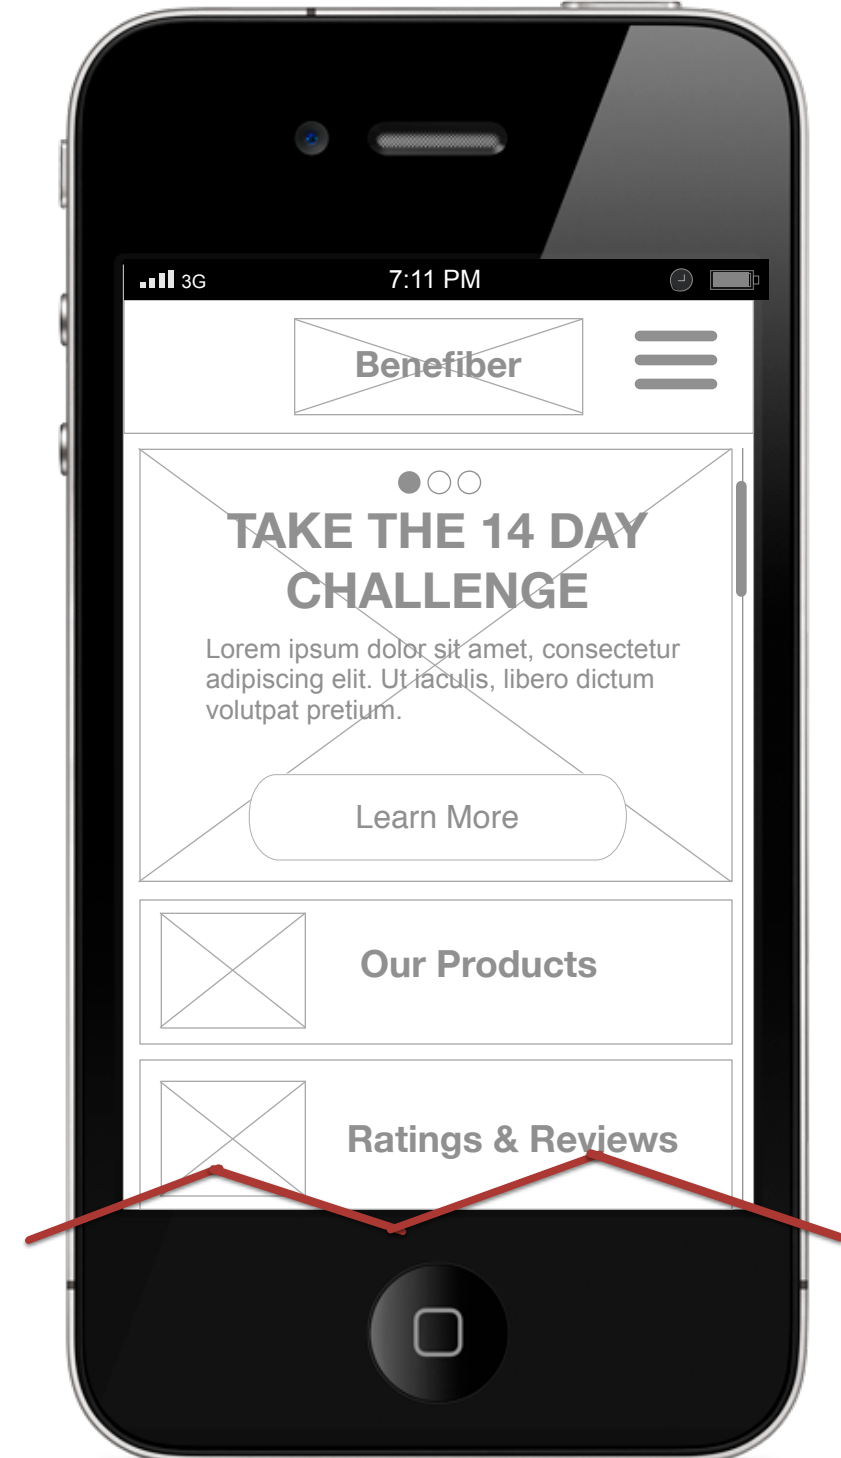 3G 7:11 PM
Benefiber
TAKE THE 14 DAY
CHALLENGE
Lorem ipsum dolor sit amet, consectetur
adipiscing elit. Ut iaculis, libero dictum
volutpat pretium.
Learn More
Our Products
Ratings & Reviews